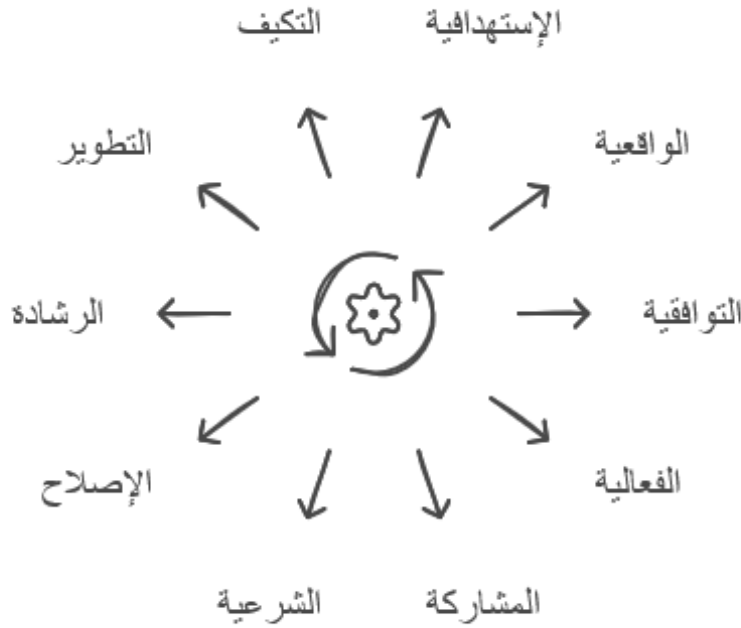 الإستهدافية
التكيف
الواقعية
التطوير
التوافقية
الرشادة
الفعالية
الإصلاح
المشاركة
الشرعية